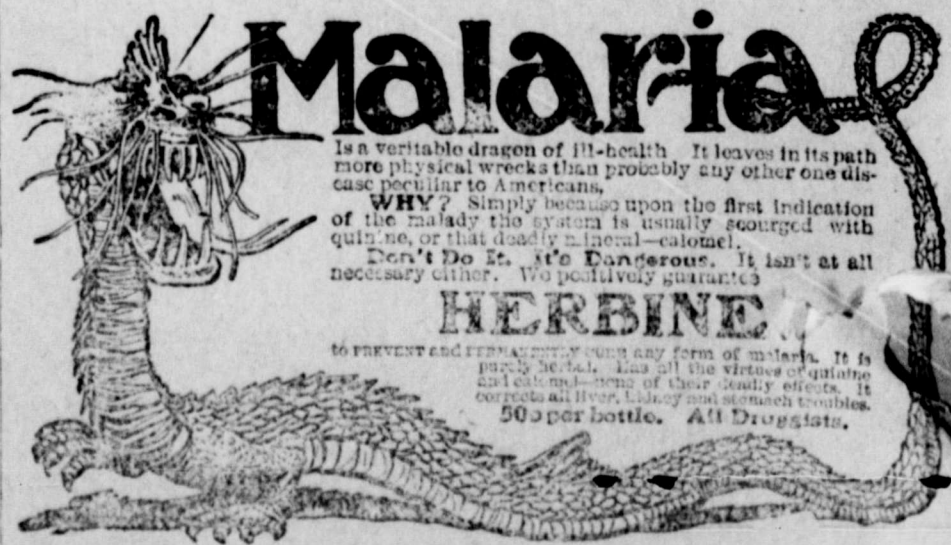 Malaria
Is a veritable dragon of ill-health It leaves in its path
more physical wrecks than probably any other one dis-
ease peculiar to Americans,
WHY? Simply because upon the first indication
of the malady the system is usually scourged with
quinine, or that deadly mineral—calomel.
Don't Do It. It's Dangerous. It isn't at all
necessary either. We positively guarantee
HERBINE
to PREVENT and PERMANENTLY CURE any form of malaria. It is
purely herbal. Has all the virtues of quinine
and calomel—none of their deadly effects. It
corrects all liver, kidney and stomach troubles.
50c per bottle. All Druggists.